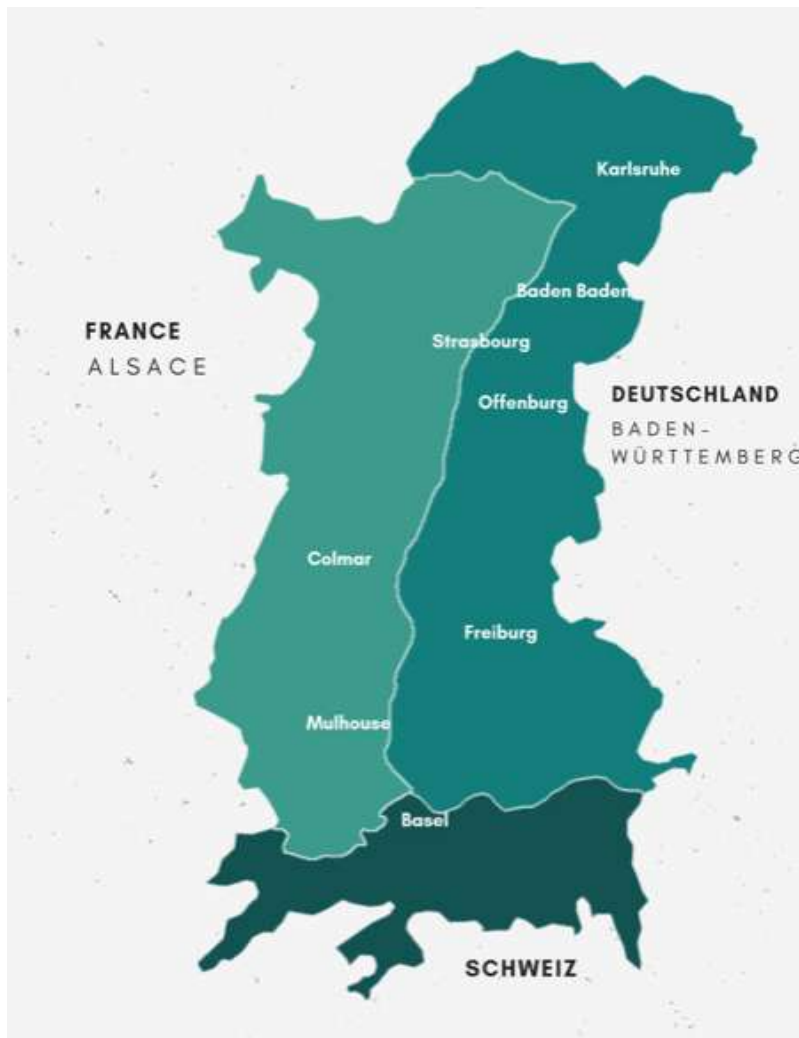 Karlsruhe
Baden Baden
FRANCE
ALSACE
Strasbourg
Offenburg
DEUTSCHLAND
BADEN-
WÜRTTEMBERG
Colmar
Freiburg
Mulhouse
Basel
SCHWEIZ